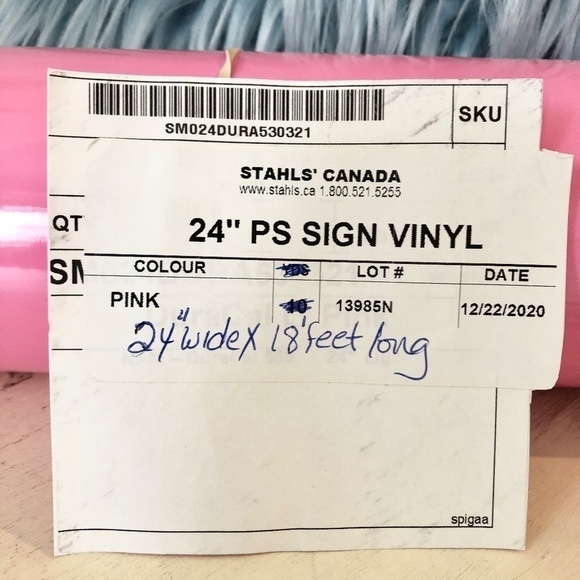 SM024DURA530321
SKU
STAHLS' CANADA
www.stahls.ca 1.800.521.5255
QT
24" PS SIGN VINYL
SM
COLOUR YDS LOT # DATE
PINK 10 13985N 12/22/2020
24" wide x 18' feet long
spigaa